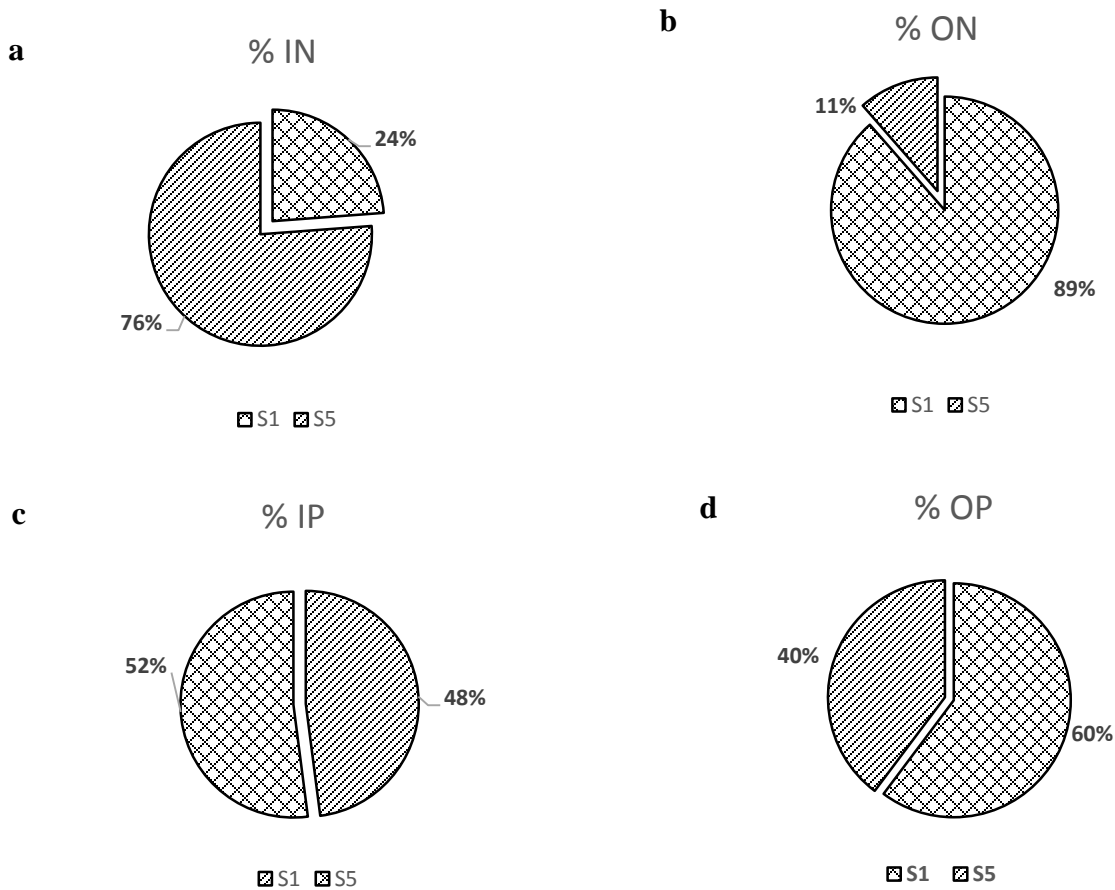 a
% IN
24%
76%
S1 S5
b
% ON
11%
89%
S1 S5
c
% IP
52%
48%
S1 S5
d
% OP
40%
60%
S1 S5